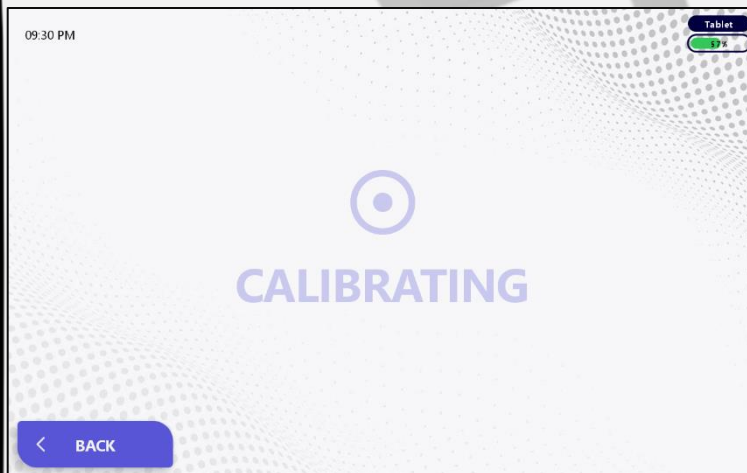 09:30 PM
Tablet
57%
CALIBRATING
BACK